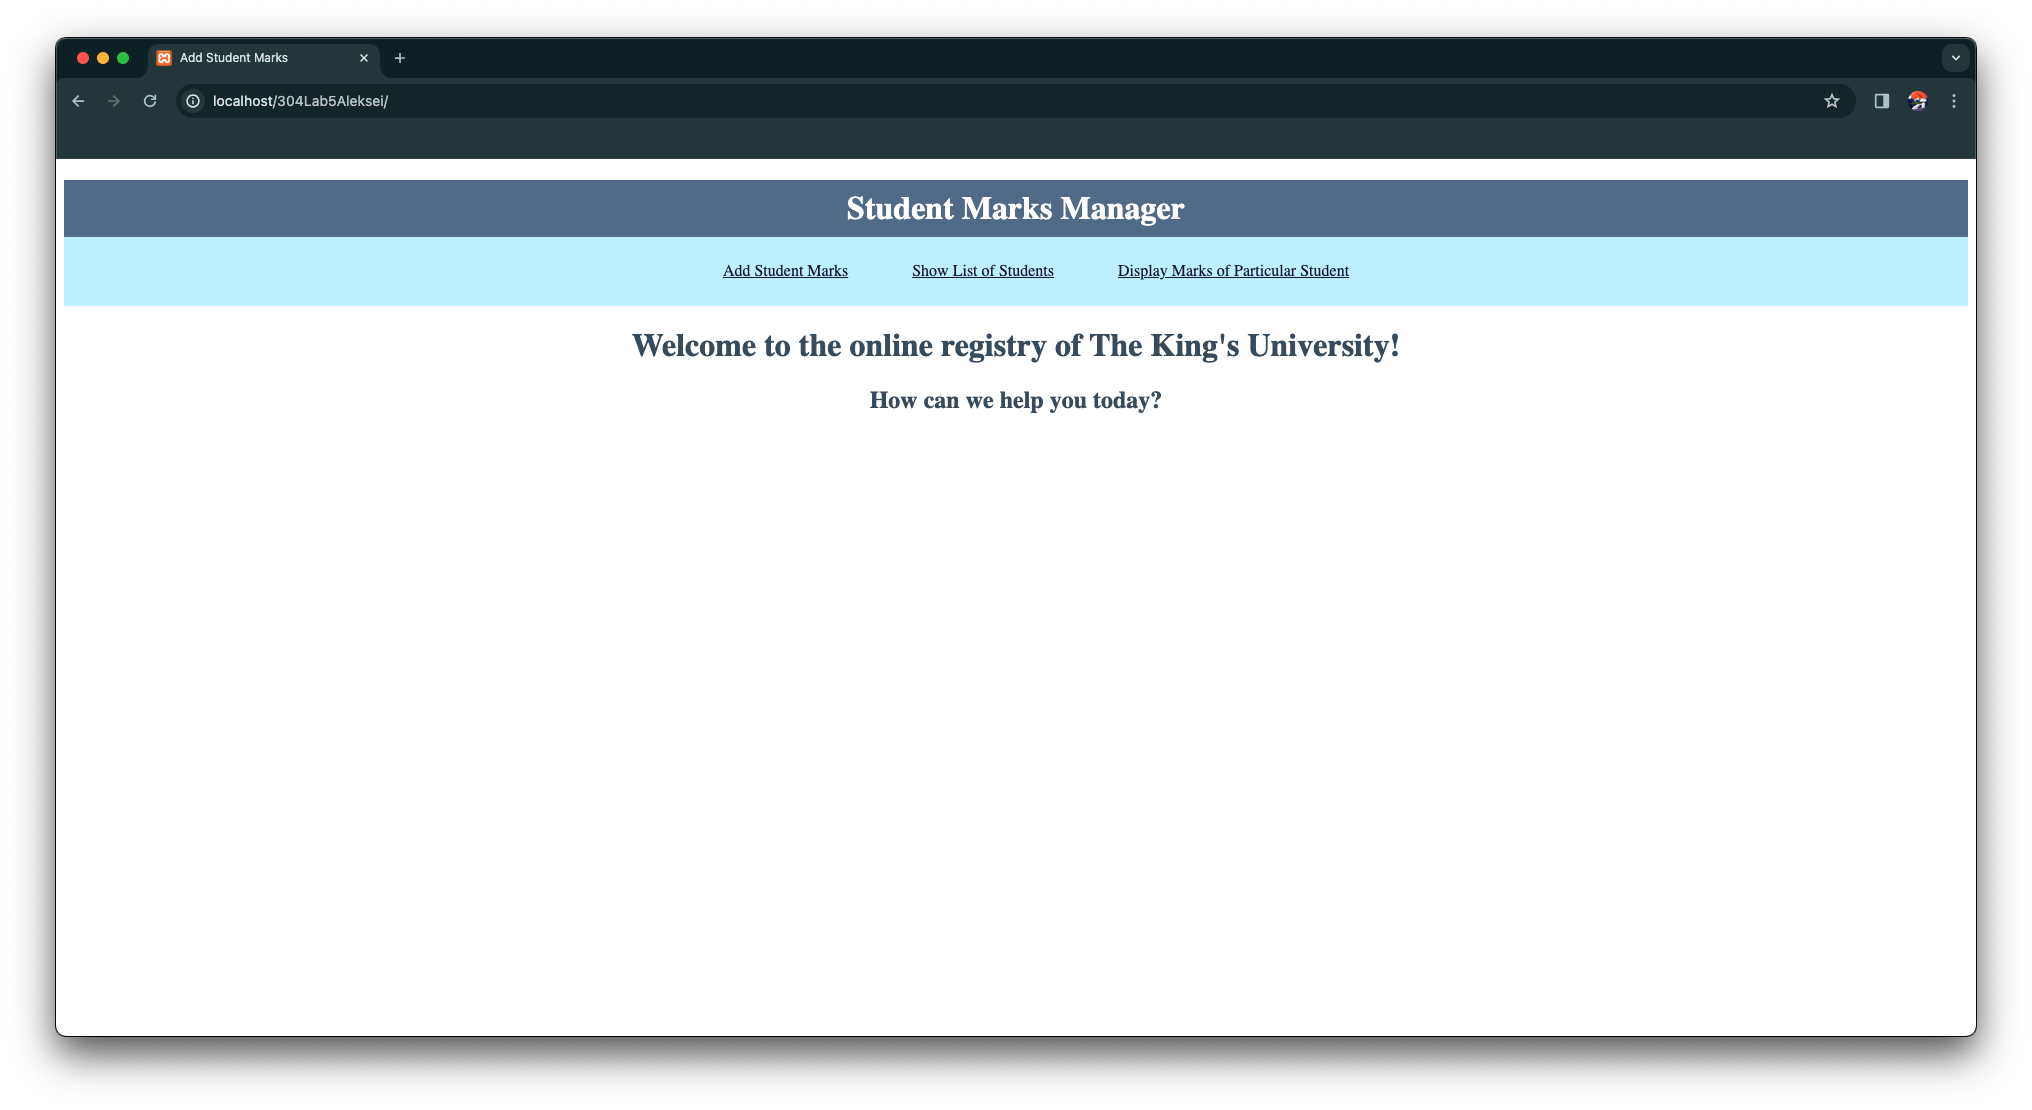 Add Student Marks
localhost/304Lab5Aleksei/
Student Marks Manager
Add Student Marks Show List of Students Display Marks of Particular Student
Welcome to the online registry of The King's University!
How can we help you today?